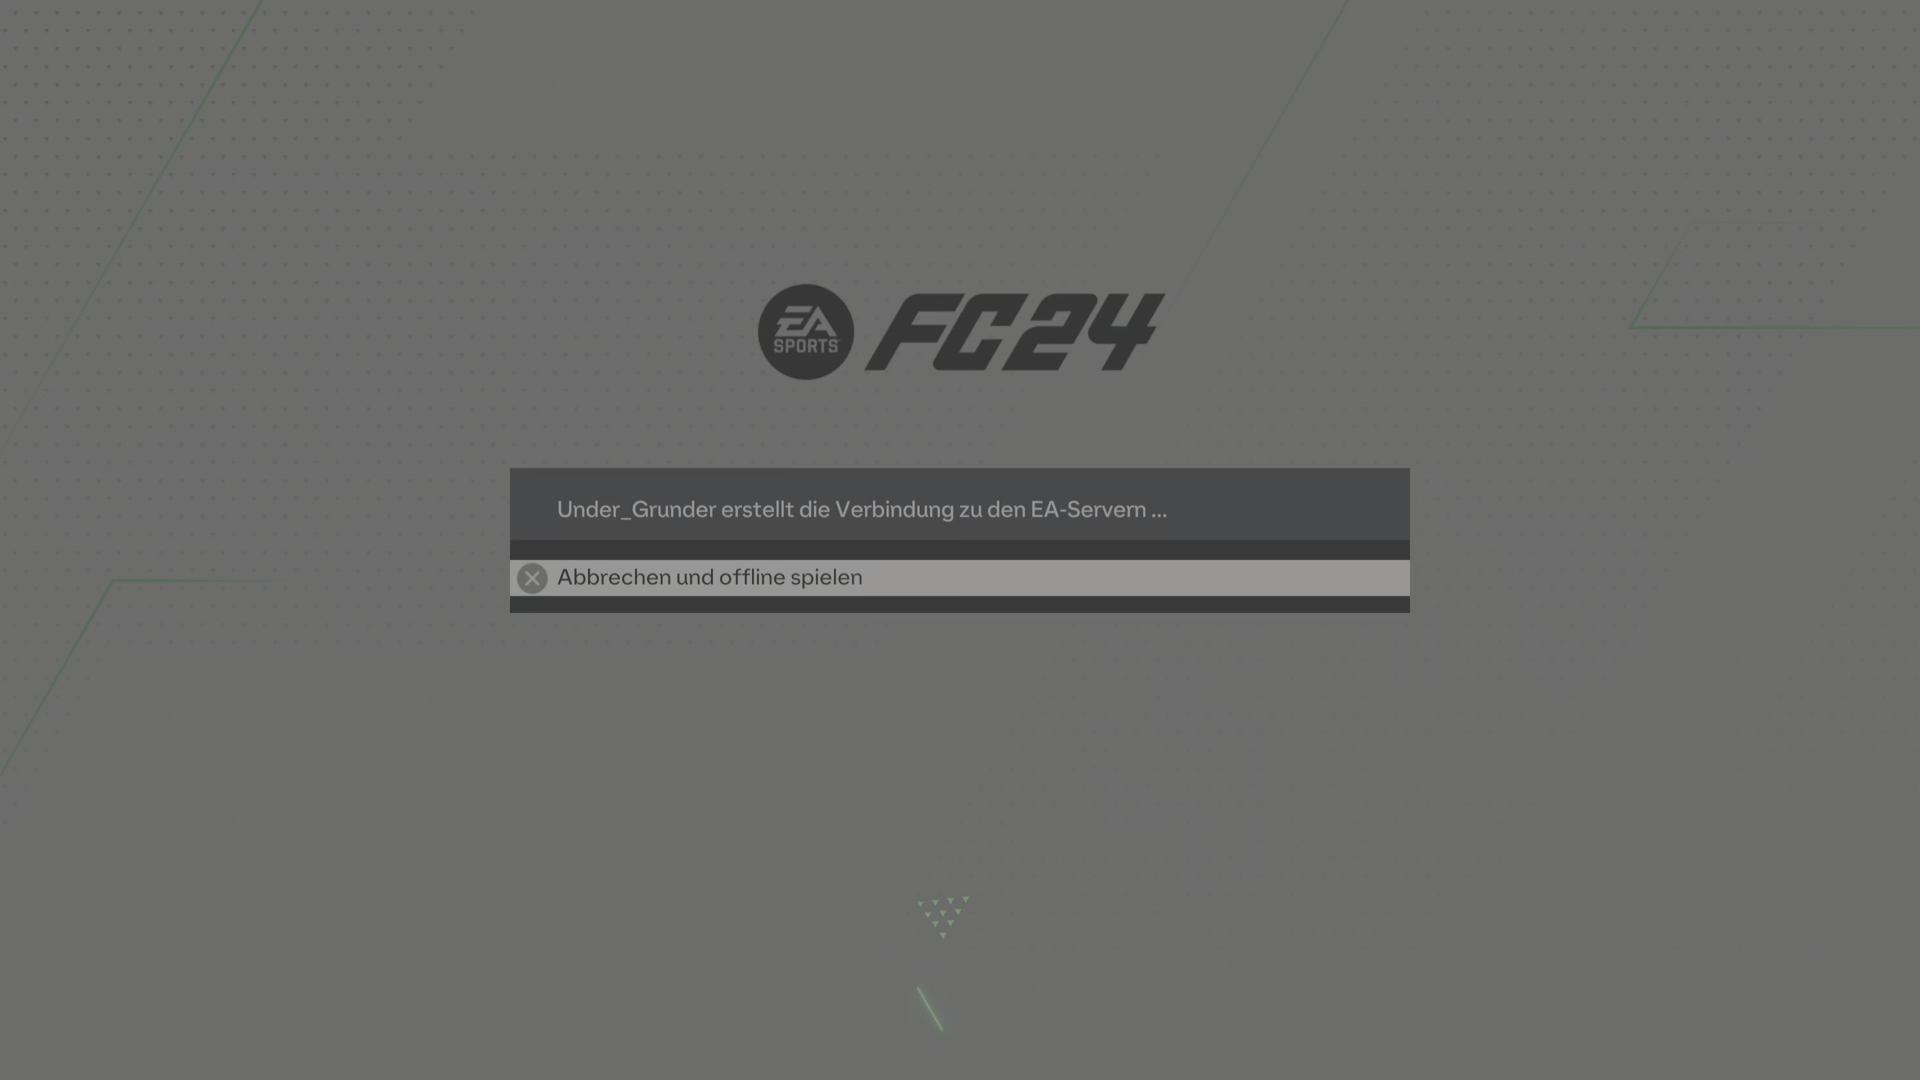 EA
SPORTS
FC24
Under_Grunder erstellt die Verbindung zu den EA-Servern ...
Abbrechen und offline spielen